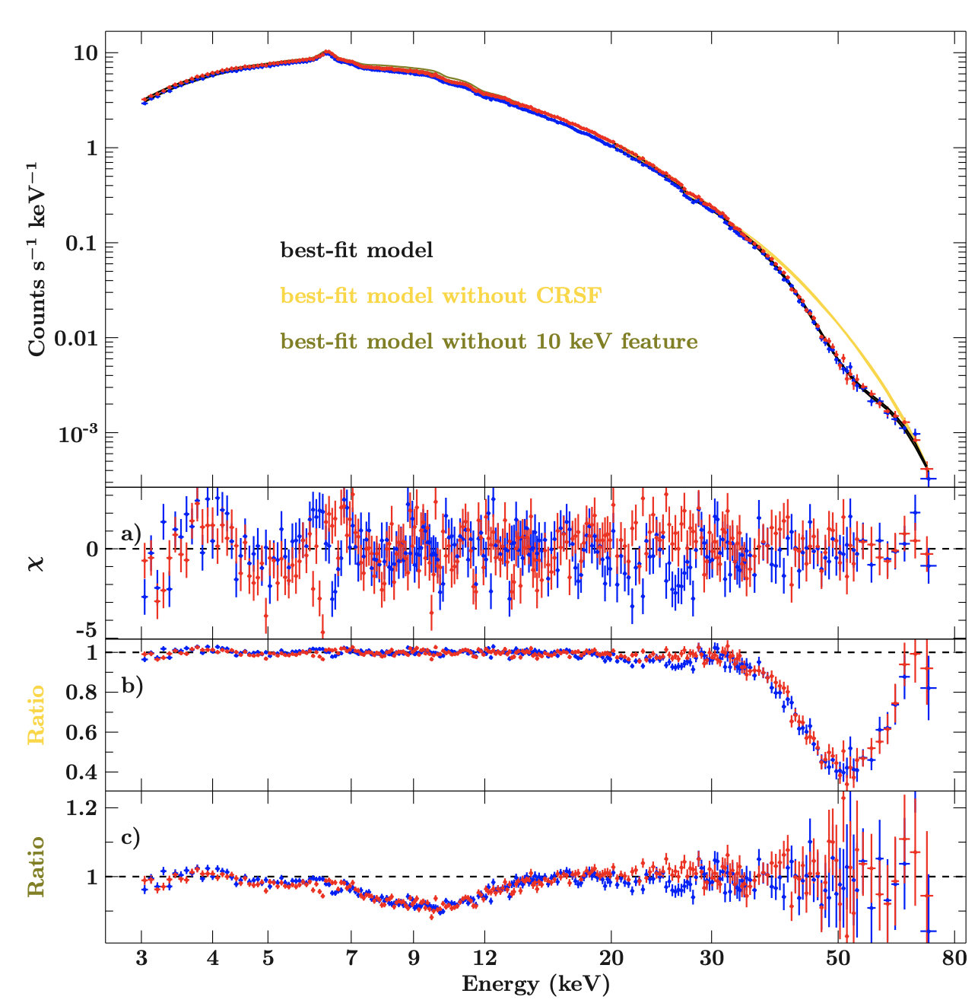 10
1
0.1
0.01
10-3
Counts s−1 keV−1
best-fit model
best-fit model without CRSF
best-fit model without 10 keV feature
a)
0
-5
χ
b)
1
0.8
0.6
0.4
Ratio
c)
1.2
1
Ratio
3 4 5 7 9 12 20 30 50 80
Energy (keV)